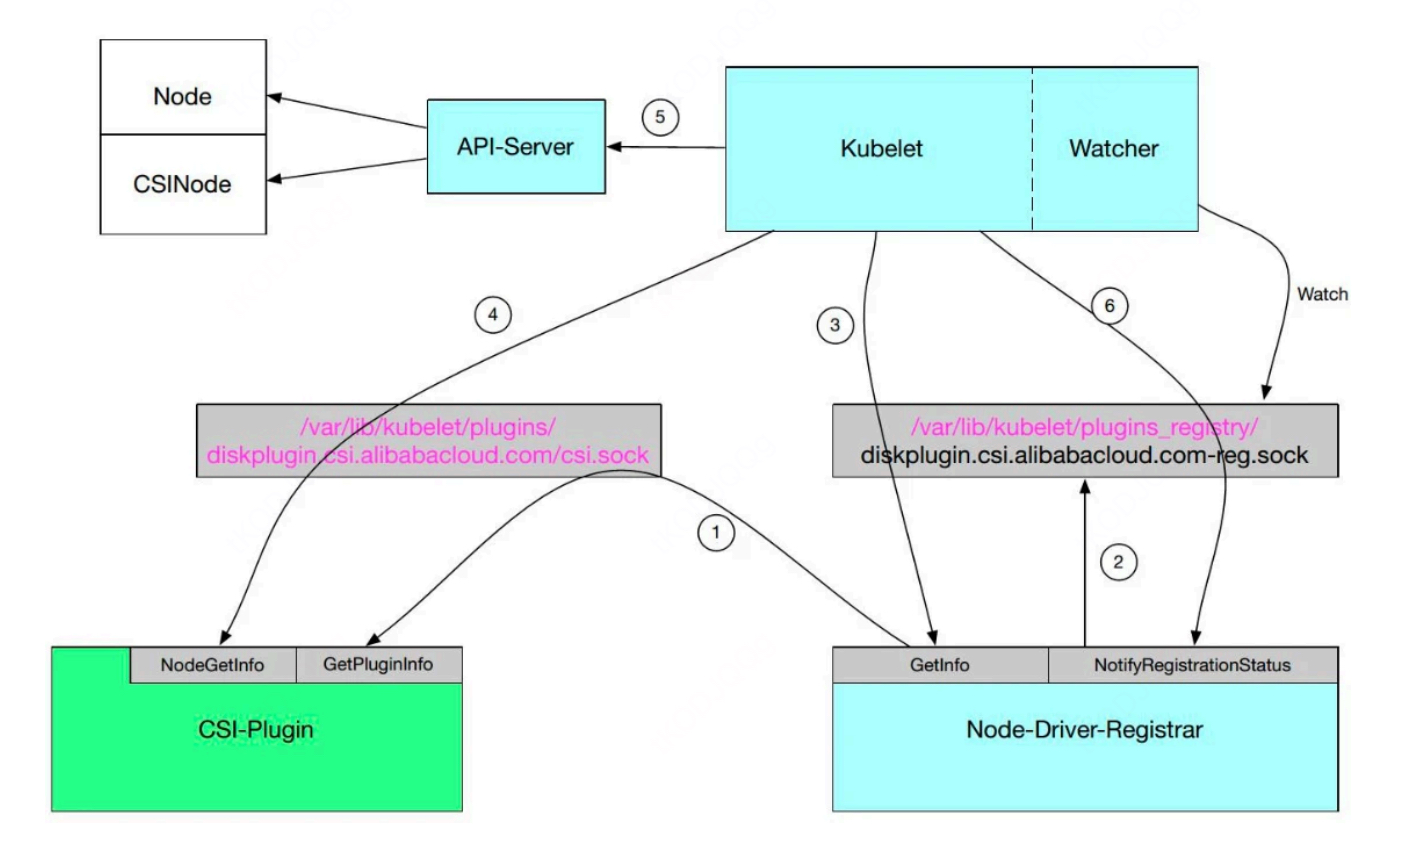 Node
CSINode
API-Server
5
Kubelet
Watcher
4
3
6
Watch
/var/lib/kubelet/plugins/
diskplugin.csi.alibabacloud.com/csi.sock
/var/lib/kubelet/plugins_registry/
diskplugin.csi.alibabacloud.com-reg.sock
1
2
NodeGetInfo
GetPluginInfo
CSI-Plugin
GetInfo
NotifyRegistrationStatus
Node-Driver-Registrar